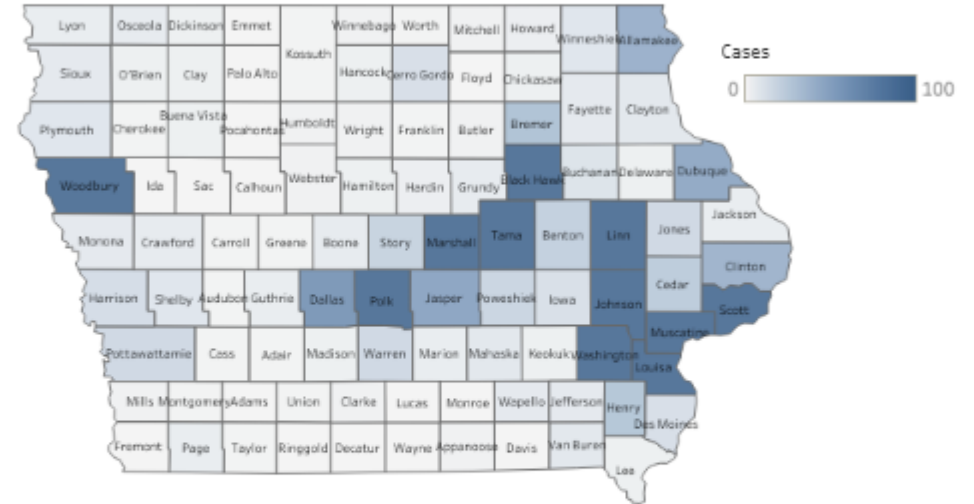 Lyon Osceola Dickinson Emmet Winnebago Worth Mitchell Howard Winneshiek Allamakee
Kossuth
Sioux O'Brien Clay Palo Alto Hancock Cerro Gordo Floyd Chickasaw
Cases
0 100
Plymouth Cherokee Buena Vista Pocahontas Humboldt Wright Franklin Butler Bremer Fayette Clayton
Woodbury Ida Sac Calhoun Webster Hamilton Hardin Grundy Black Hawk Buchanan Delaware Dubuque
Monona Crawford Carroll Greene Boone Story Marshall Tama Benton Linn Jones Jackson
Clinton
Harrison Shelby Audubon Guthrie Dallas Polk Jasper Poweshiek Iowa Johnson Cedar Scott
Muscatine
Pottawattamie Cass Adair Madison Warren Marion Mahaska Keokuk Washington Louisa
Mills Montgomery Adams Union Clarke Lucas Monroe Wapello Jefferson Henry Des Moines
Fremont Page Taylor Ringgold Decatur Wayne Appanoose Davis Van Buren Lee